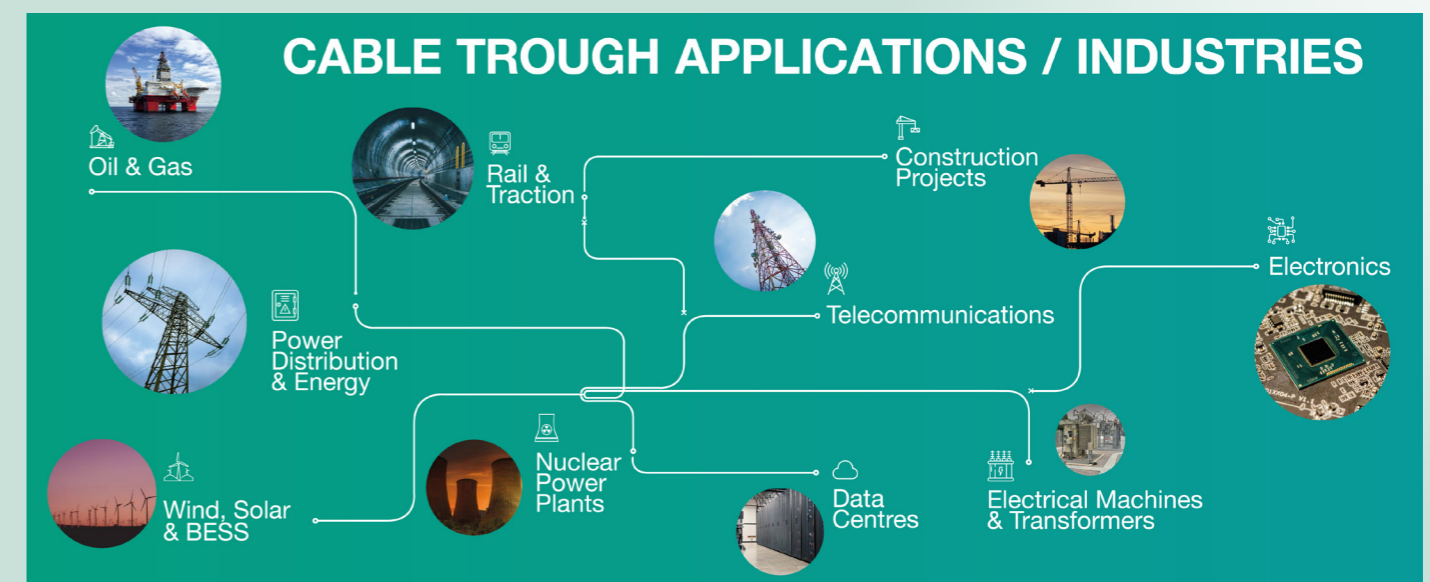 CABLE TROUGH APPLICATIONS / INDUSTRIES
Oil & Gas
Rail &
Traction
Construction
Projects
Electronics
Telecommunications
Power
Distribution
& Energy
Nuclear
Power
Plants
Wind, Solar
& BESS
Data
Centres
Electrical Machines
& Transformers